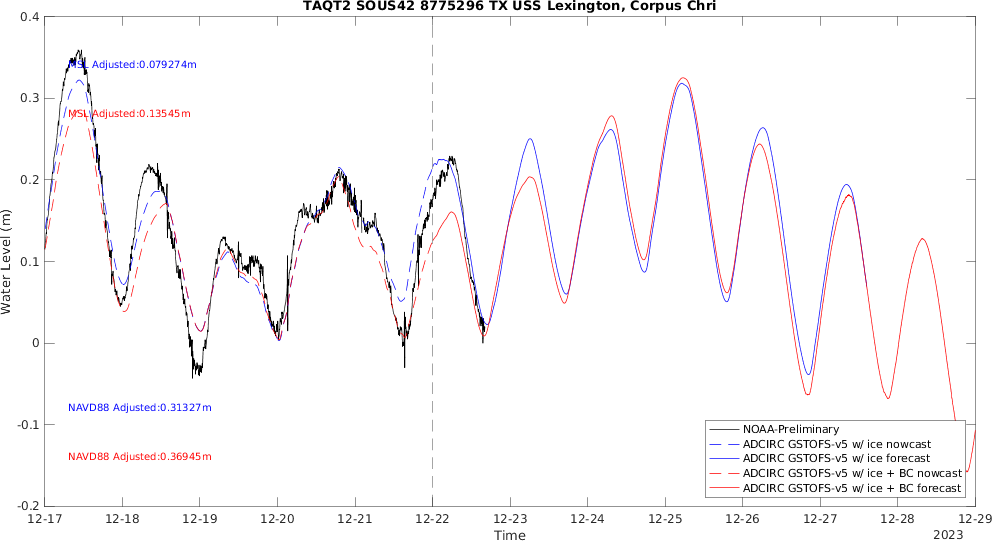 TAQT2 SOUS42 8775296 TX USS Lexington, Corpus Chri
0.4
0.3
0.2
0.1
0
-0.1
-0.2
Water Level (m)
MSL Adjusted:0.079274m
MSL Adjusted:0.13545m
NAVD88 Adjusted:0.31327m
NAVD88 Adjusted:0.36945m
NOAA-Preliminary
ADCIRC GSTOFS-v5 w/ ice nowcast
ADCIRC GSTOFS-v5 w/ ice forecast
ADCIRC GSTOFS-v5 w/ ice + BC nowcast
ADCIRC GSTOFS-v5 w/ ice + BC forecast
12-17 12-18 12-19 12-20 12-21 12-22 12-23 12-24 12-25 12-26 12-27 12-28 12-29
Time
2023